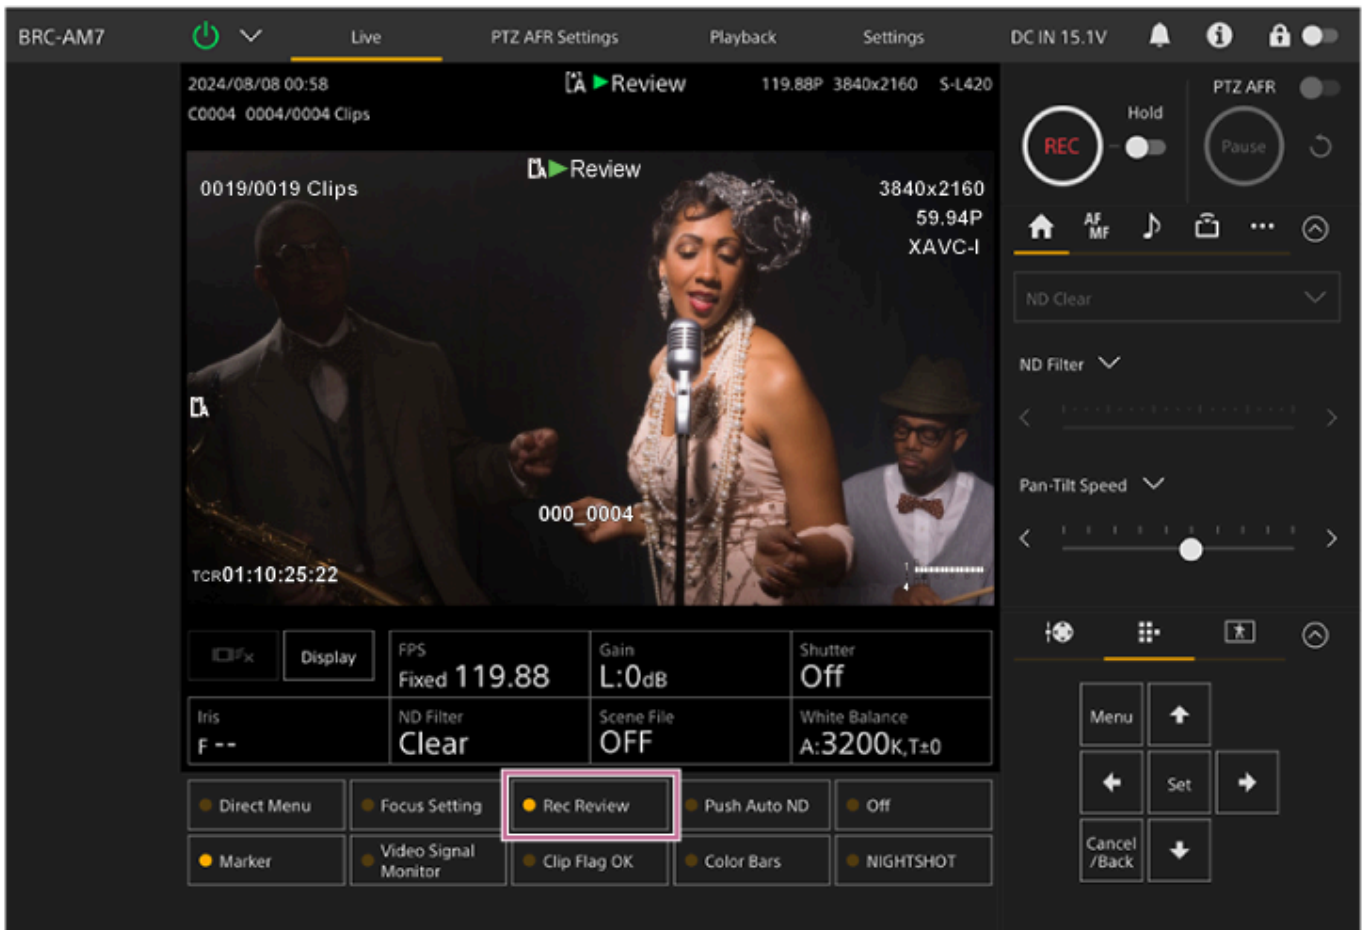 BRC-AM7 Live PTZ AFR Settings Playback Settings DC IN 15.1V
2024/08/08 00:58 A Review 119.88P 3840x2160 S-L420
C0004 0004/0004 Clips
PTZ AFR
REC Hold Pause
A Review
0019/0019 Clips 3840x2160
59.94P
XAVC-I
AF
MF
ND Clear
ND Filter
A
Pan-Tilt Speed
000_0004
TCR01:10:25:22
1
4
Display
FPS Gain Shutter
Fixed 119.88 L:0dB Off
Iris ND Filter Scene File White Balance
F -- Clear OFF A:3200K,T±0
Menu
Set
Cancel
/Back
Direct Menu Focus Setting Rec Review Push Auto ND Off
Marker Video Signal
Monitor Clip Flag OK Color Bars NIGHTSHOT